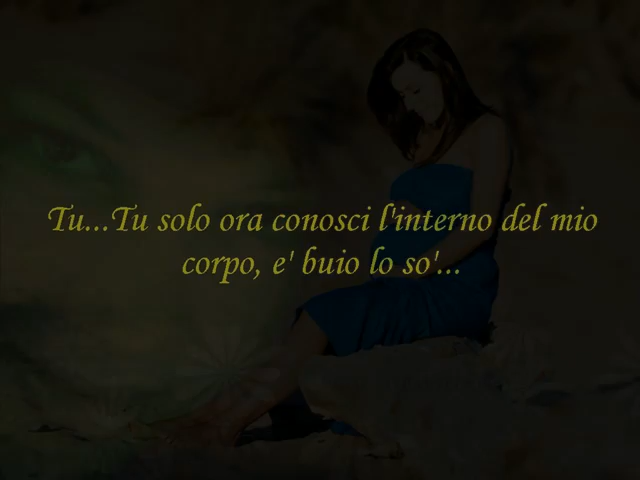 Tu...Tu solo ora conosci l'interno del mio
corpo, e' buio lo so'...